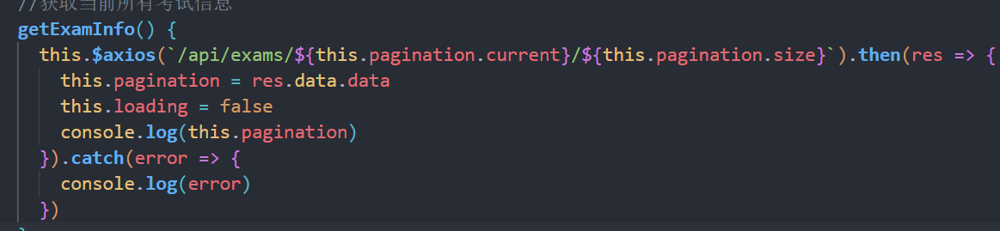 //获取当前所有考试信息
getExamInfo() {
this.$axios(`/api/exams/${this.pagination.current}/${this.pagination.size}`).then(res => {
this.pagination = res.data.data
this.loading = false
console.log(this.pagination)
}).catch(error => {
console.log(error)
})
}